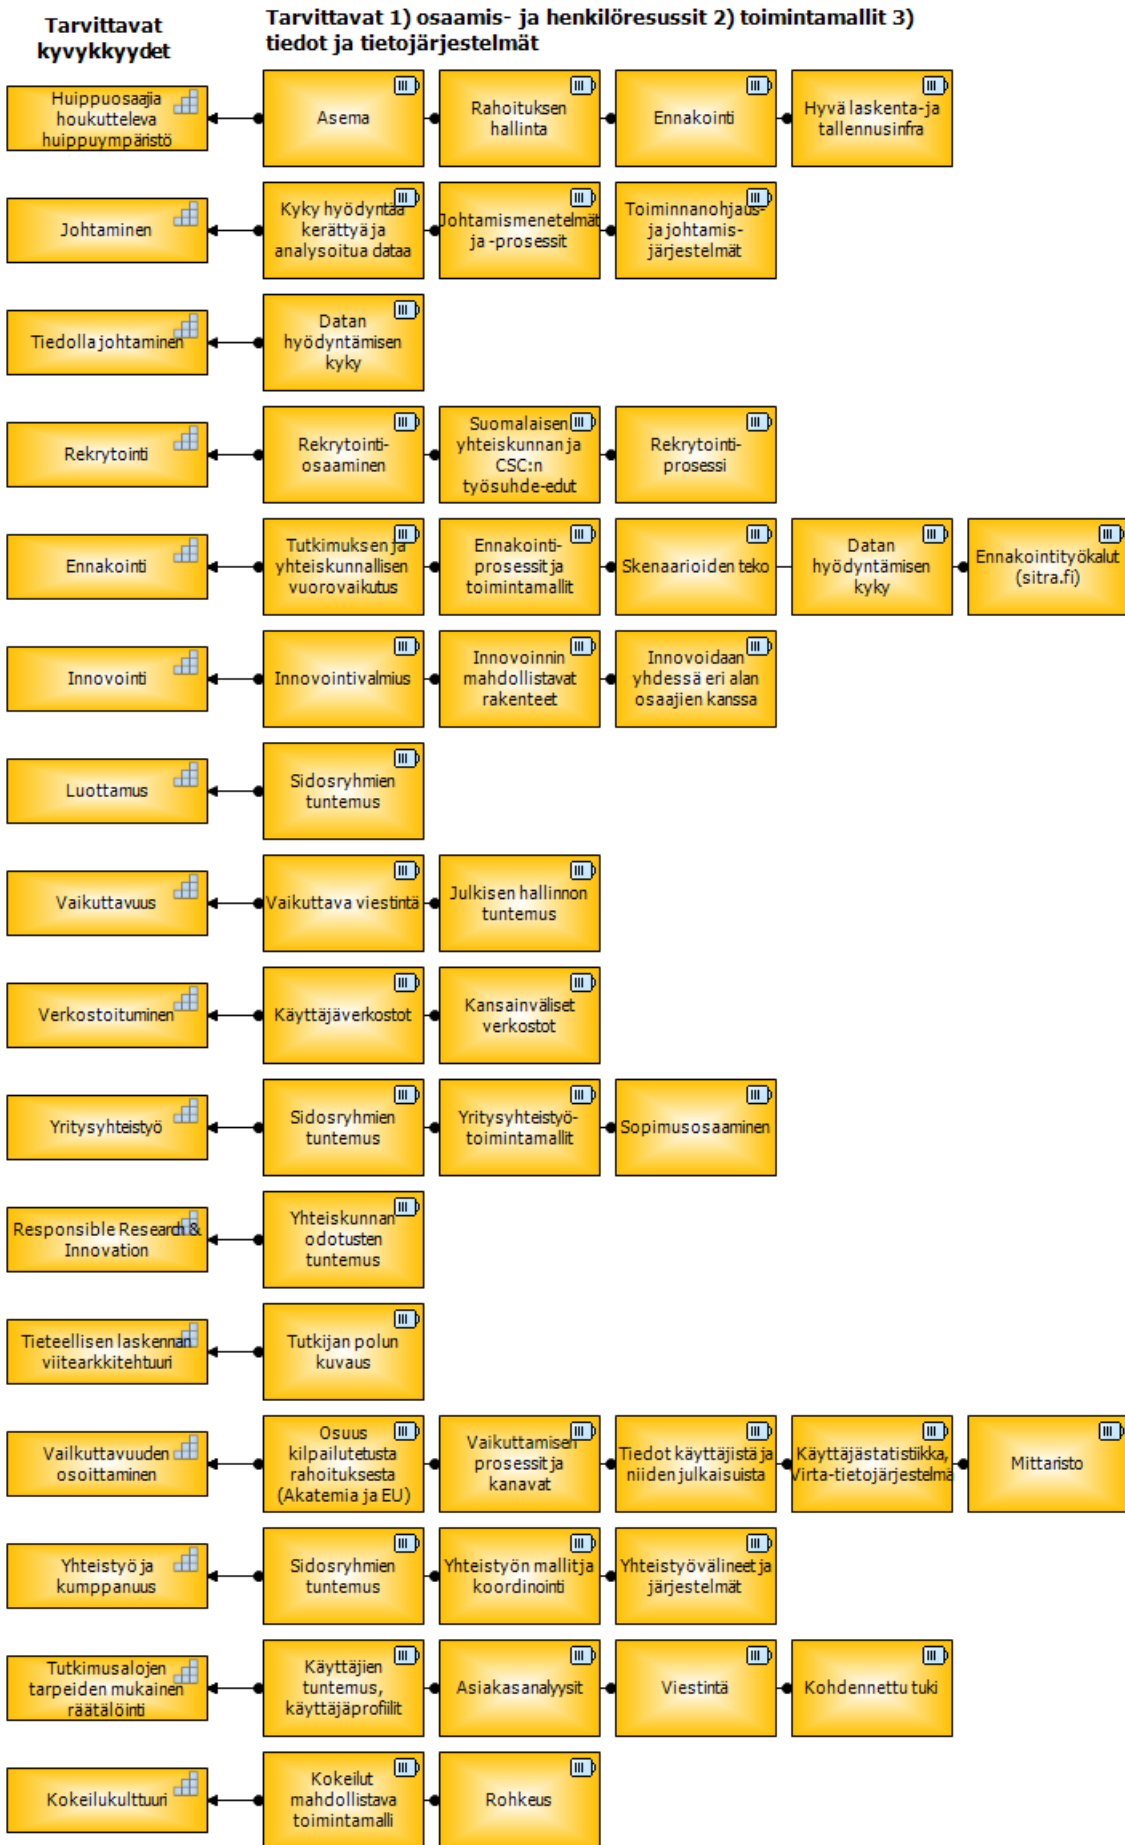 Tarvittavat
kyvykkyydet
Tarvittavat 1) osaamis- ja henkilöresussit 2) toimintamallit 3)
tiedot ja tietojärjestelmät
Huippuosaajia
houkutteleva
huippuympäristö
Asema
Rahoituksen
hallinta
Ennakointi
Hyvä laskenta-ja
tallennusinfra
Johtaminen
Kyky hyödyntää
kerättyä ja
analysoitua dataa
Johtamismenetelmät
ja -prosessit
Toiminnanohjaus-
ja johtamis-
järjestelmät
Tiedolla johtaminen
Datan
hyödyntämisen
kyky
Rekrytointi
Rekrytointi-
osaaminen
Suomalaisen
yhteiskunnan ja
CSC:n
työsuhde-edut
Rekrytointi-
prosessi
Ennakointi
Tutkimuksen ja
yhteiskunnallisen
vuorovaikutus
Ennakointi-
prosessit ja
toimintamallit
Skenaarioiden teko
Datan
hyödyntämisen
kyky
Ennakointityökalut
(sitra.fi)
Innovointi
Innovointivalmius
Innovoinnin
mahdollistavat
rakenteet
Innovoidaan
yhdessä eri alan
osaajien kanssa
Luottamus
Sidosryhmien
tuntemus
Vaikuttavuus
Vaikuttava viestintä
Julkisen hallinnon
tuntemus
Verkostoituminen
Käyttäjäverkostot
Kansainväliset
verkostot
Yritysyhteistyö
Sidosryhmien
tuntemus
Yritysyhteistyö-
toimintamallit
Sopimusosaaminen
Responsible Research &
Innovation
Yhteiskunnan
odotusten
tuntemus
Tieteellisen laskennan
viitearkkitehtuuri
Tutkijan polun
kuvaus
Vailkuttavuuden
osoittaminen
Osuus
kilpailutetusta
rahoituksesta
(Akatemia ja EU)
Vaikuttamisen
prosessit ja
kanavat
Tiedot käyttäjistä ja
niiden julkaisuista
Käyttäjästatistiikka,
Virta-tietojärjestelmä
Mittaristo
Yhteistyö ja
kumppanuus
Sidosryhmien
tuntemus
Yhteistyön mallit ja
koordinointi
Yhteistyövälineet ja
järjestelmät
Tutkimusalojen
tarpeiden mukainen
räätälöinti
Käyttäjien
tuntemus,
käyttäjäprofiilit
Asiakasanalyysit
Viestintä
Kohdennettu tuki
Kokeilukulttuuri
Kokeilut
mahdollistava
toimintamalli
Rohkeus